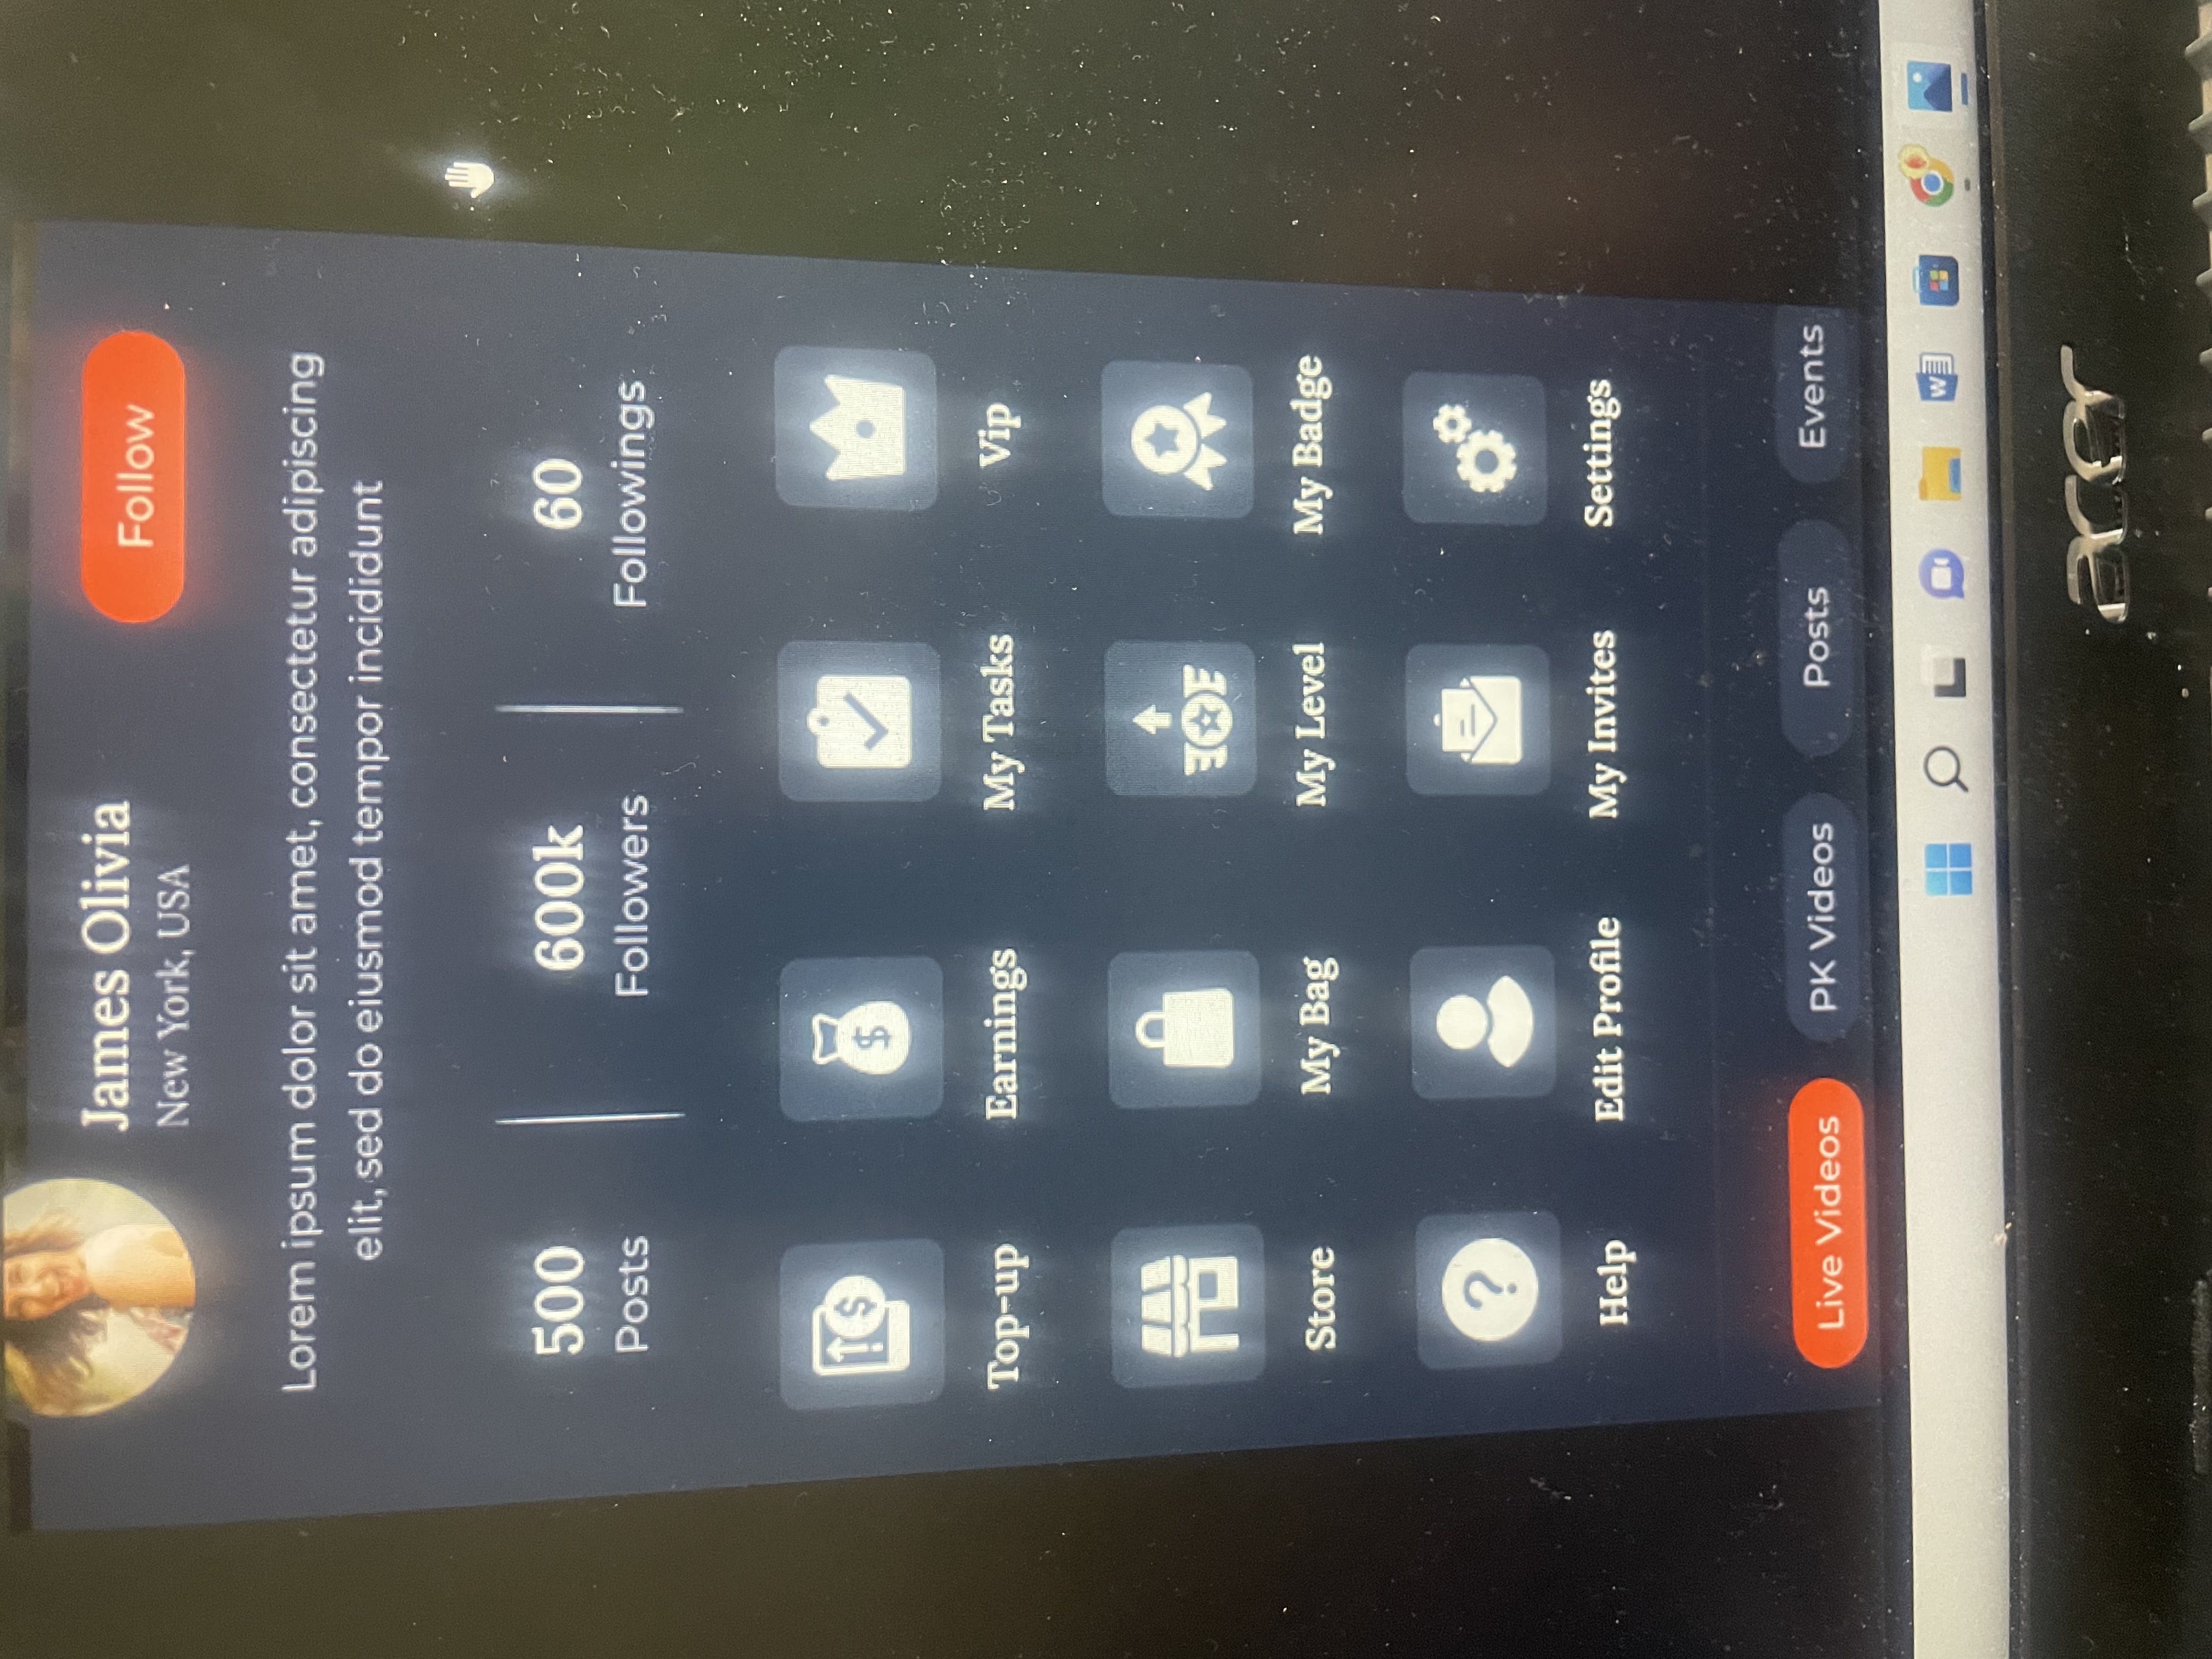 James Olivia
New York, USA
Follow
Lorem ipsum dolor sit amet, consectetur adipiscing
elit, sed do eiusmod tempor incididunt
500
Posts
600k
Followers
60
Followings
$
$
Top-up
Earnings
My Tasks
Vip
Store
My Bag
My Level
My Badge
?
Help
Edit Profile
My Invites
Settings
Live Videos
PK Videos
Posts
Events
W
acer